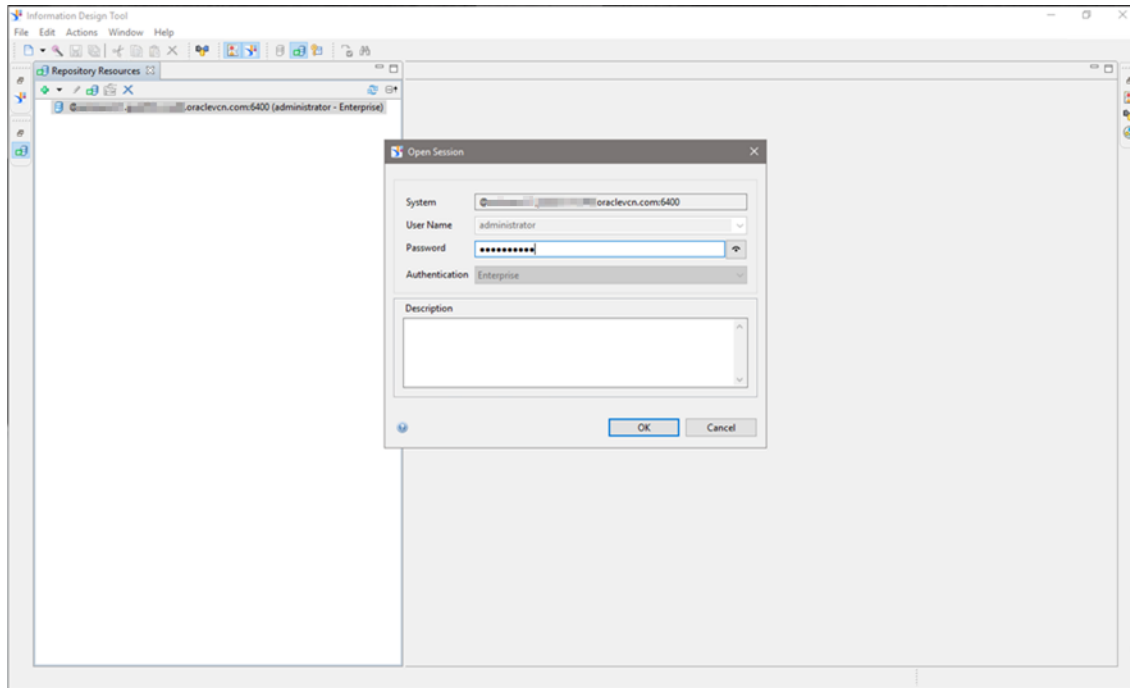 Information Design Tool
File Edit Actions Window Help
Repository Resources
.oraclevcn.com:6400 (administrator - Enterprise)
Open Session
System
oraclevcn.com:6400
User Name administrator
Password ••••••••••
Authentication Enterprise
Description
OK Cancel